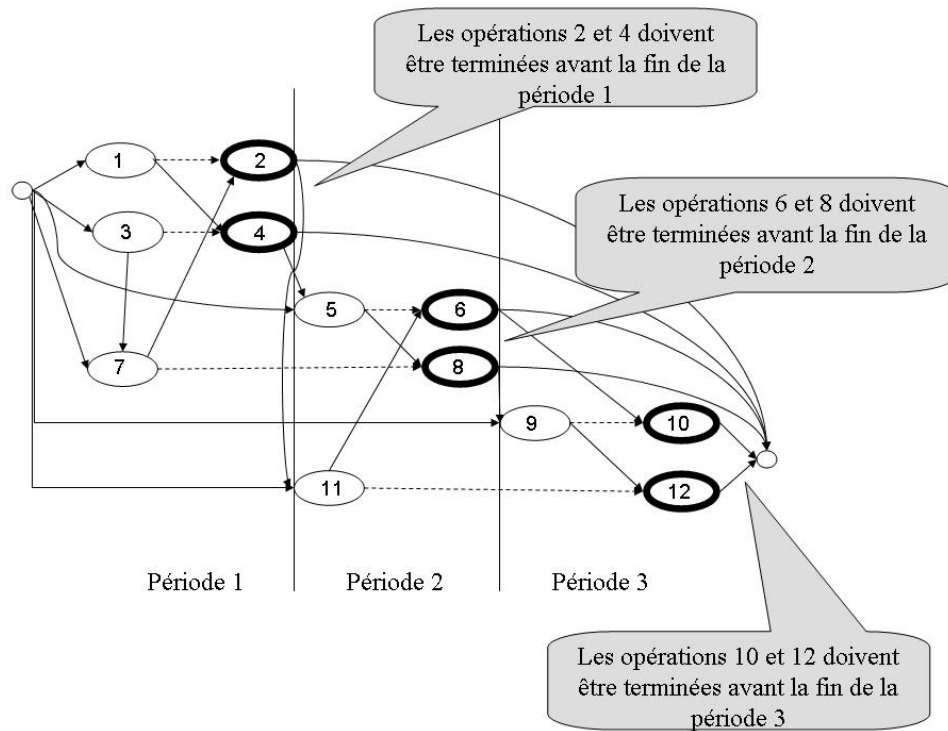 Les opérations 2 et 4 doivent
être terminées avant la fin de la
période 1
1
2
3
4
Les opérations 6 et 8 doivent
être terminées avant la fin de la
période 2
5
6
7
8
9
10
11
12
Période 1
Période 2
Période 3
Les opérations 10 et 12 doivent
être terminées avant la fin de la
période 3